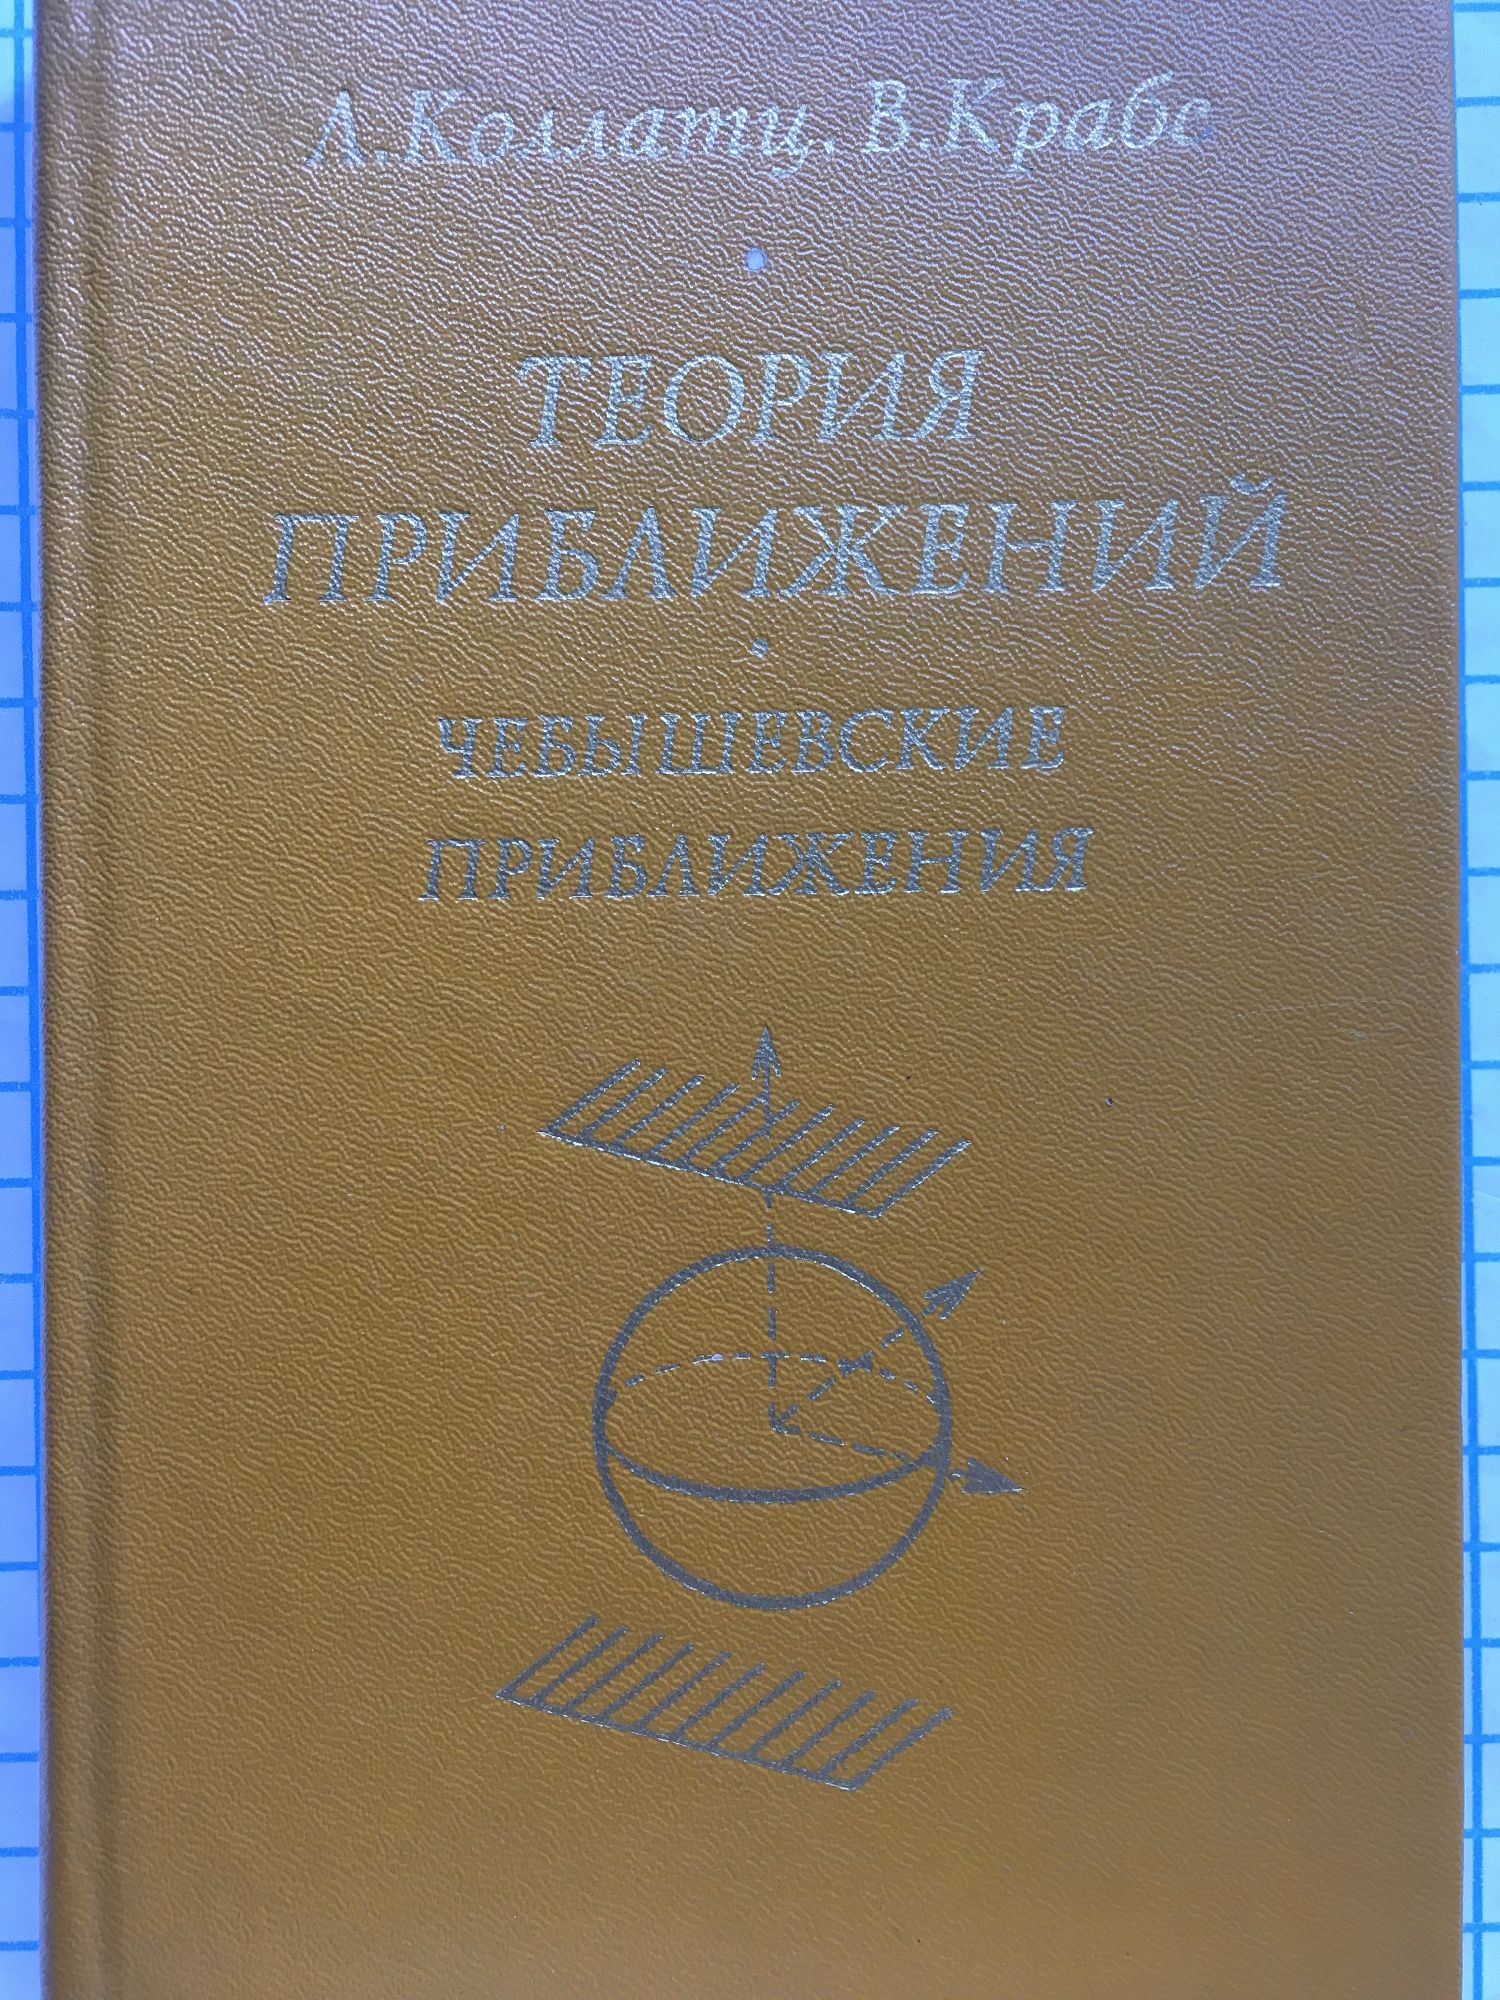 Л. Коллатц, В. Крабс
ТЕОРИЯ
ПРИБЛИЖЕНИЙ
ЧЕБЫШЕВСКИЕ
ПРИБЛИЖЕНИЯ